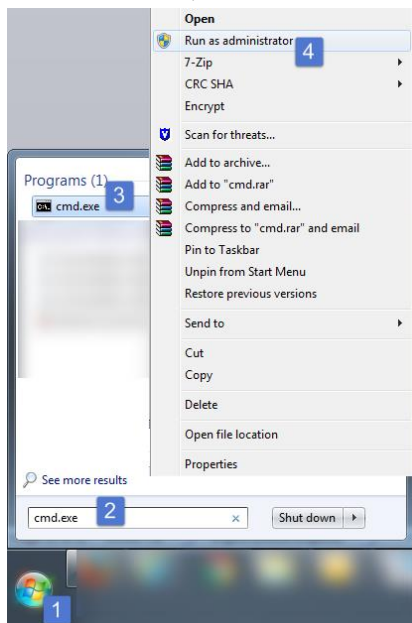 Open
Run as administrator
4
7-Zip
CRC SHA
Encrypt
Scan for threats...
Add to archive...
Add to "cmd.rar"
Compress and email...
Compress to "cmd.rar" and email
Pin to Taskbar
Unpin from Start Menu
Restore previous versions
Send to
Cut
Copy
Delete
Open file location
Properties
Programs (1)
3
cmd.exe
See more results
2
cmd.exe
Shut down
1